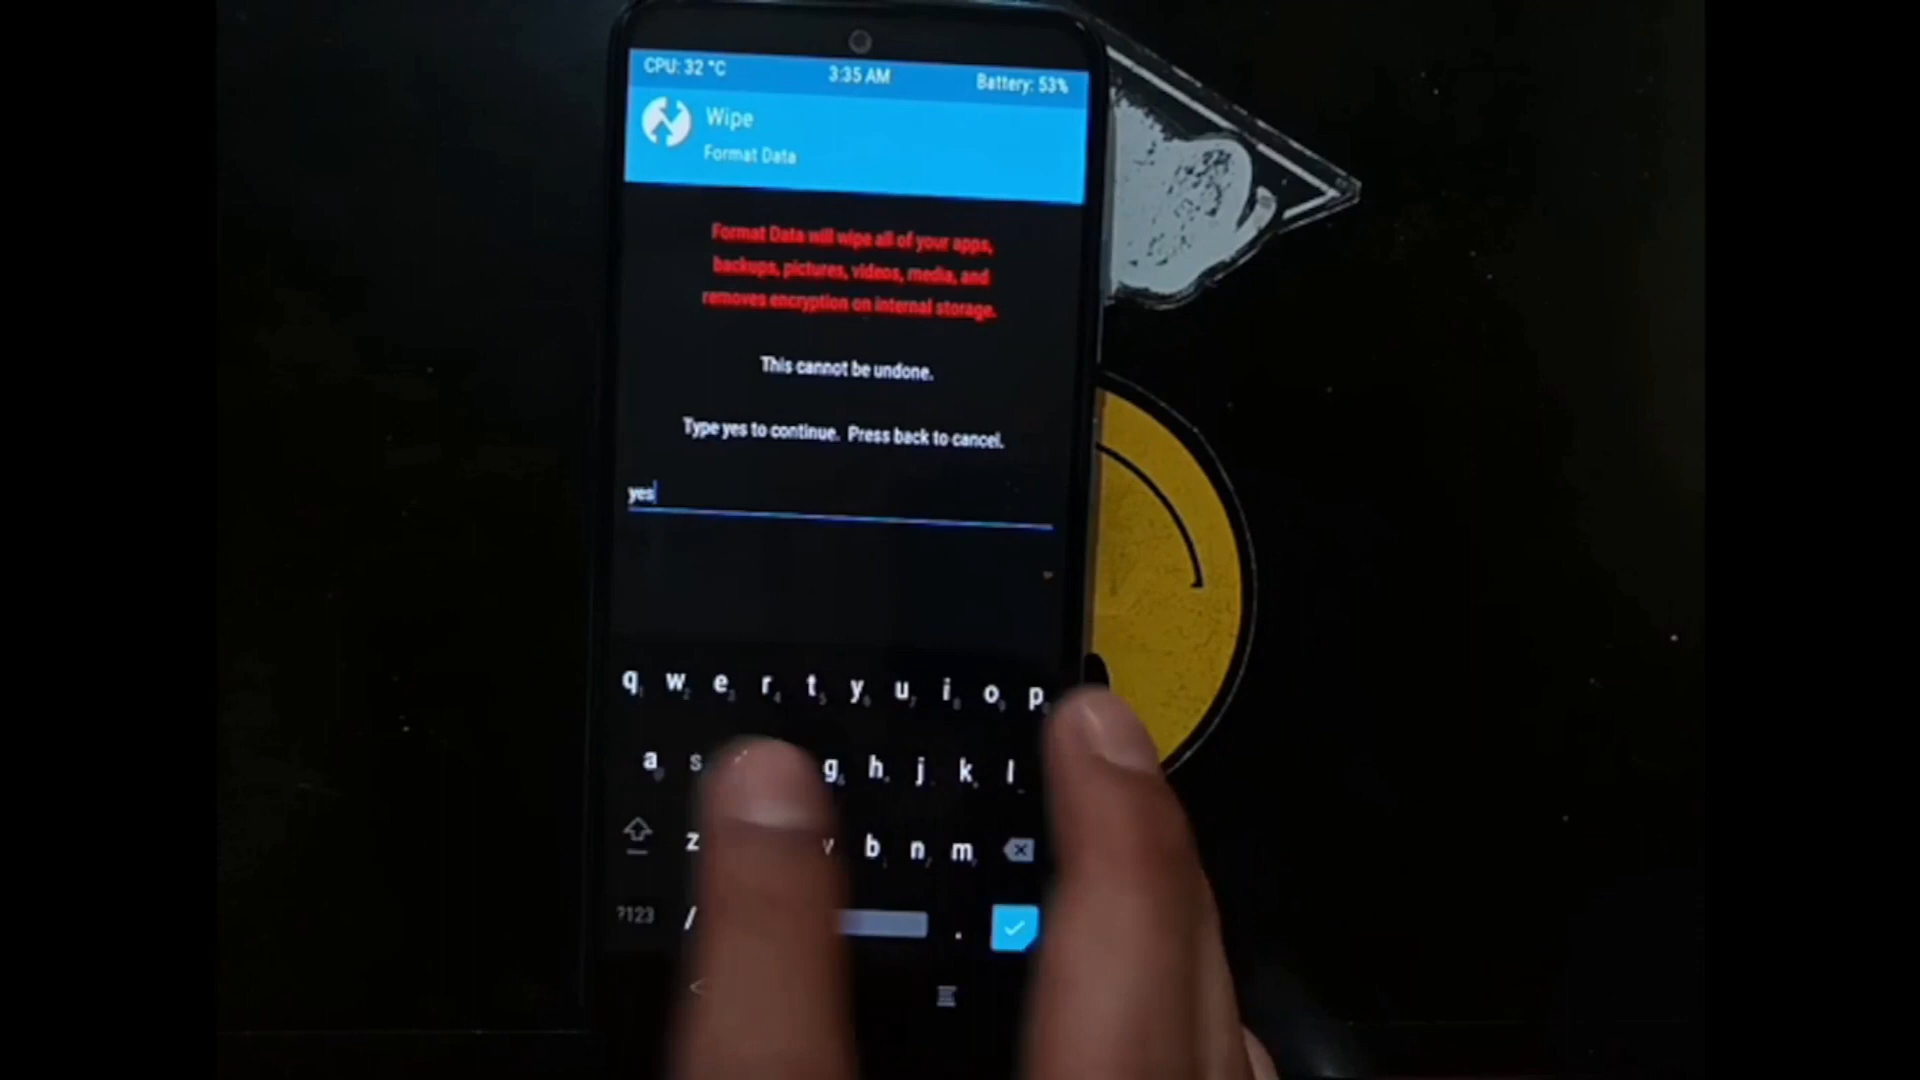 CPU: 32 °C 3:35 AM Battery: 53%
Wipe
Format Data
Format Data will wipe all of your apps,
backups, pictures, videos, media, and
removes encryption on internal storage.
This cannot be undone.
Type yes to continue. Press back to cancel.
yes
q w e r t y u i o p
a s g h j k l
z v b n m
?123 / .